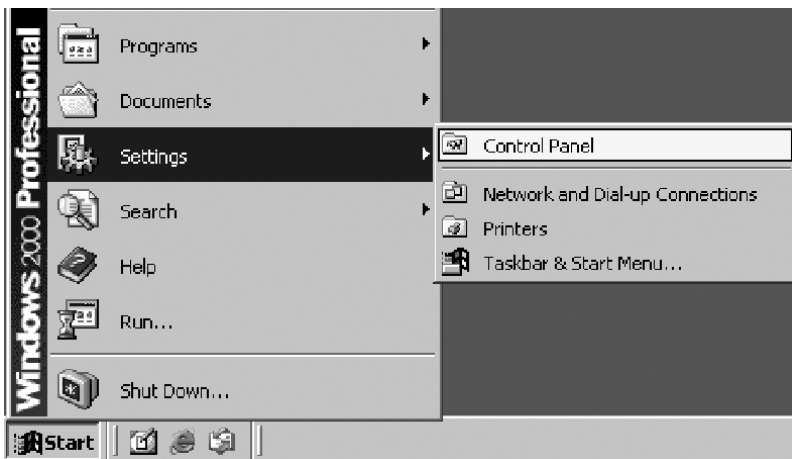 Windows 2000 Professional
Programs
Documents
Settings
Search
Help
Run...
Shut Down...
Control Panel
Network and Dial-up Connections
Printers
Taskbar & Start Menu...
Start